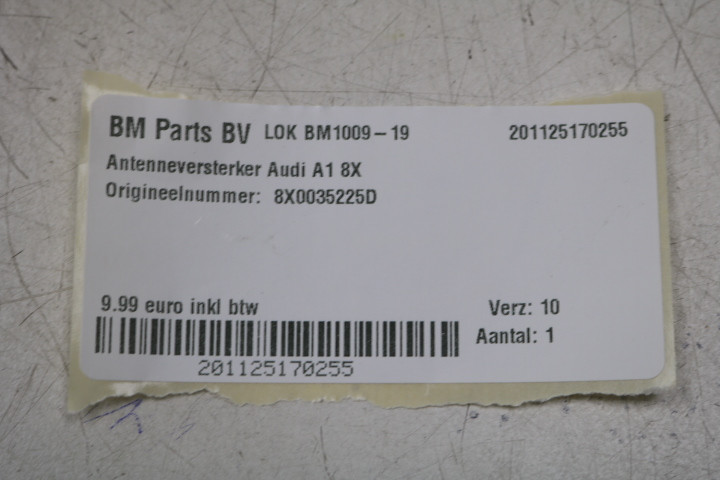 BM Parts BV LOK BM1009-19 201125170255
Antenneversterker Audi A1 8X
Origineelnummer: 8X0035225D
9.99 euro inkl btw Verz: 10
Aantal: 1
201125170255